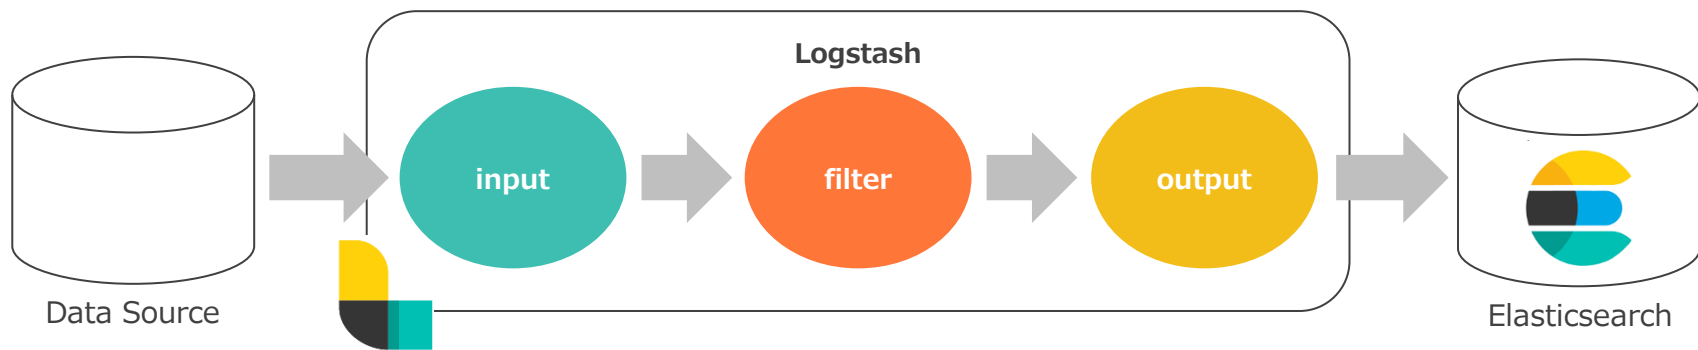 Logstash
input
filter
output
Data Source
Elasticsearch